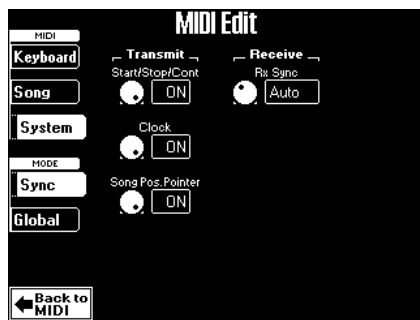 MIDI Edit
MIDI
Keyboard
Song
System
MODE
Sync
Global
Back to
MIDI
Transmit
Start/Stop/Cont
ON
Clock
ON
Song Pos.Pointer
ON
Receive
Rx Sync
Auto